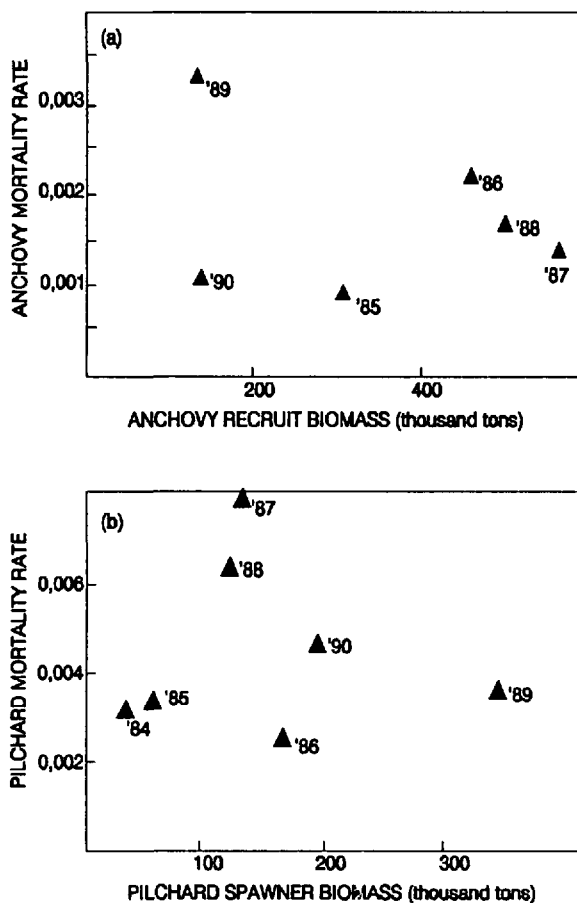 (a)
ANCHOVY MORTALITY RATE
0,003
0,002
0,001
'89
'86
'88
'87
'90
'85
200 400
ANCHOVY RECRUIT BIOMASS (thousand tons)
(b)
PILCHARD MORTALITY RATE
0,006
0,004
0,002
'87
'88
'90
'89
'85
'84
'86
100 200 300
PILCHARD SPAWNER BIOMASS (thousand tons)